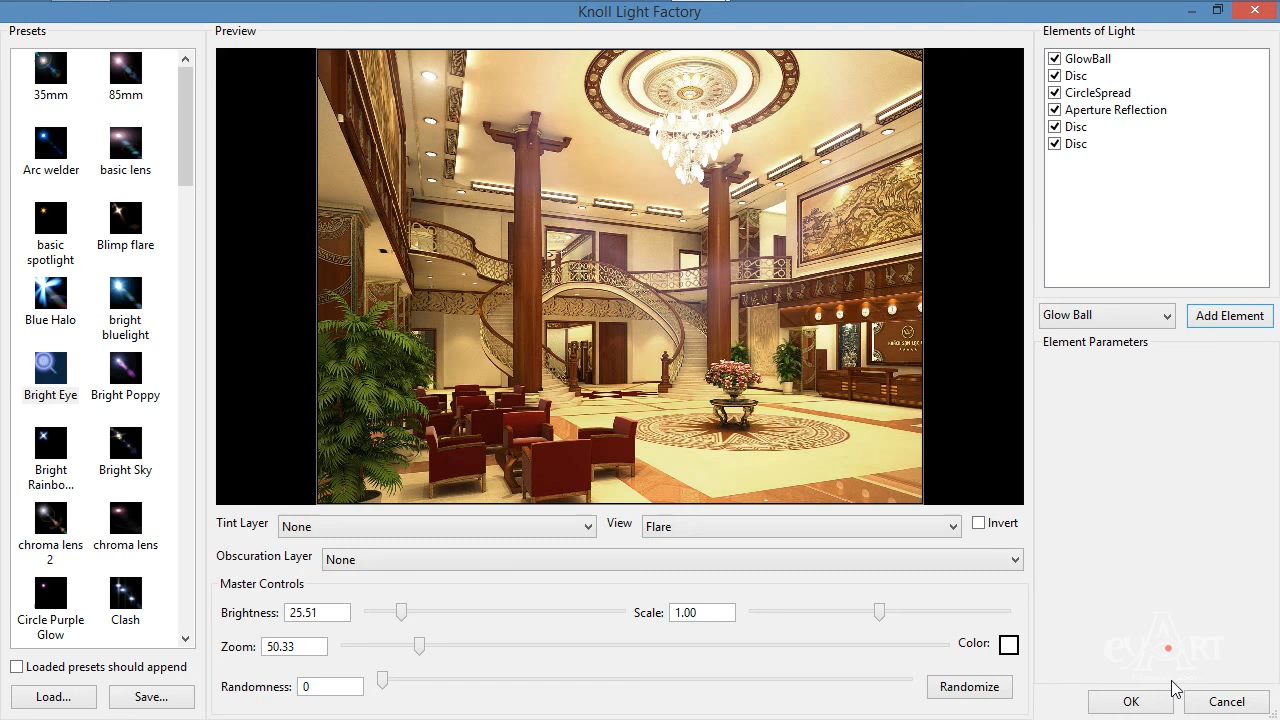 Knoll Light Factory
Presets
35mm
85mm
Arc welder
basic lens
basic
spotlight
Blimp flare
Blue Halo
bright
bluelight
Bright Eye
Bright Poppy
Bright
Rainbo...
Bright Sky
chroma lens
2
chroma lens
Circle Purple
Glow
Clash
Loaded presets should append
Load...
Save...
Preview
Tint Layer
None
View
Flare
Invert
Obscuration Layer
None
Master Controls
Brightness:
25.51
Scale:
1.00
Zoom:
50.33
Color:
Randomness:
0
Randomize
Elements of Light
GlowBall
Disc
CircleSpread
Aperture Reflection
Disc
Disc
Glow Ball
Add Element
Element Parameters
evART
OK
Cancel